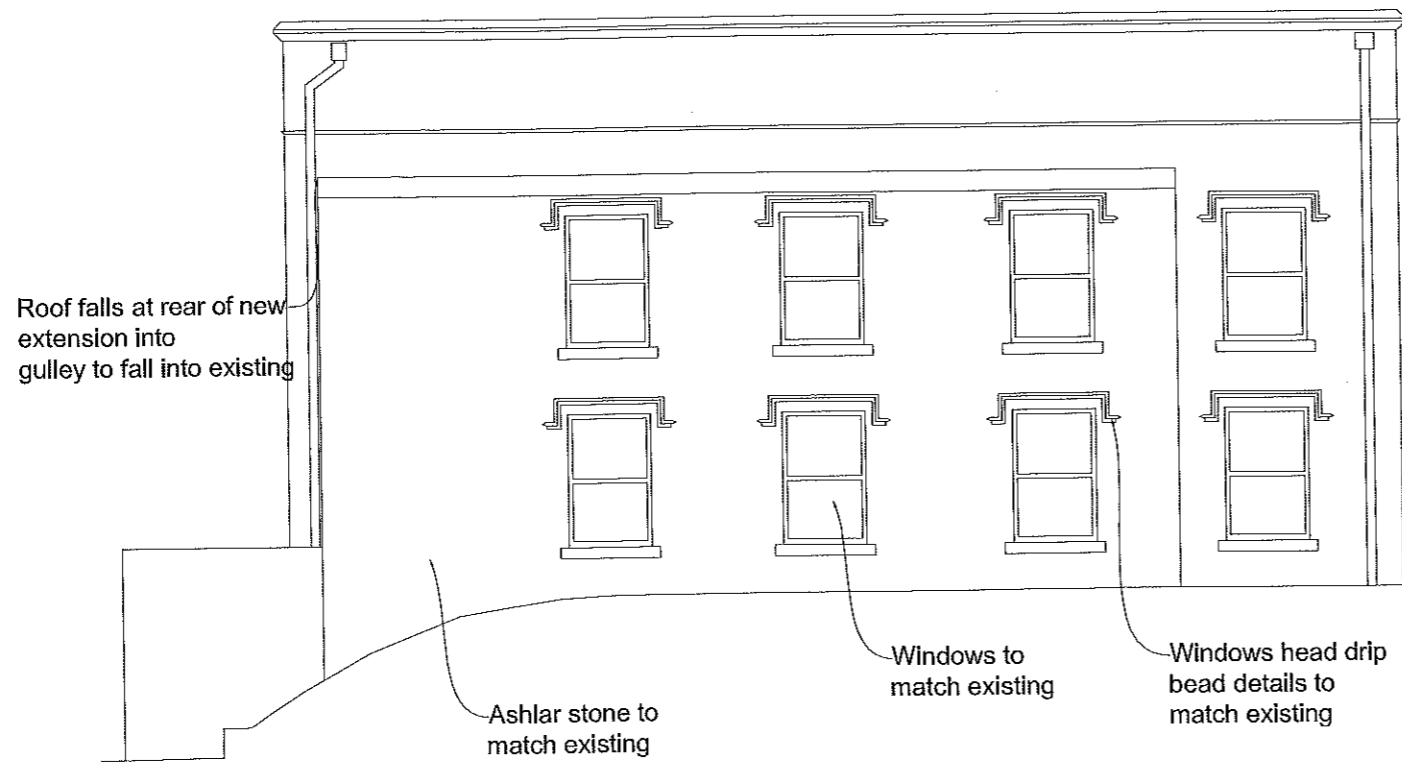 Roof falls at rear of new
extension into
gulley to fall into existing
Windows to
match existing
Windows head drip
bead details to
match existing
Ashlar stone to
match existing